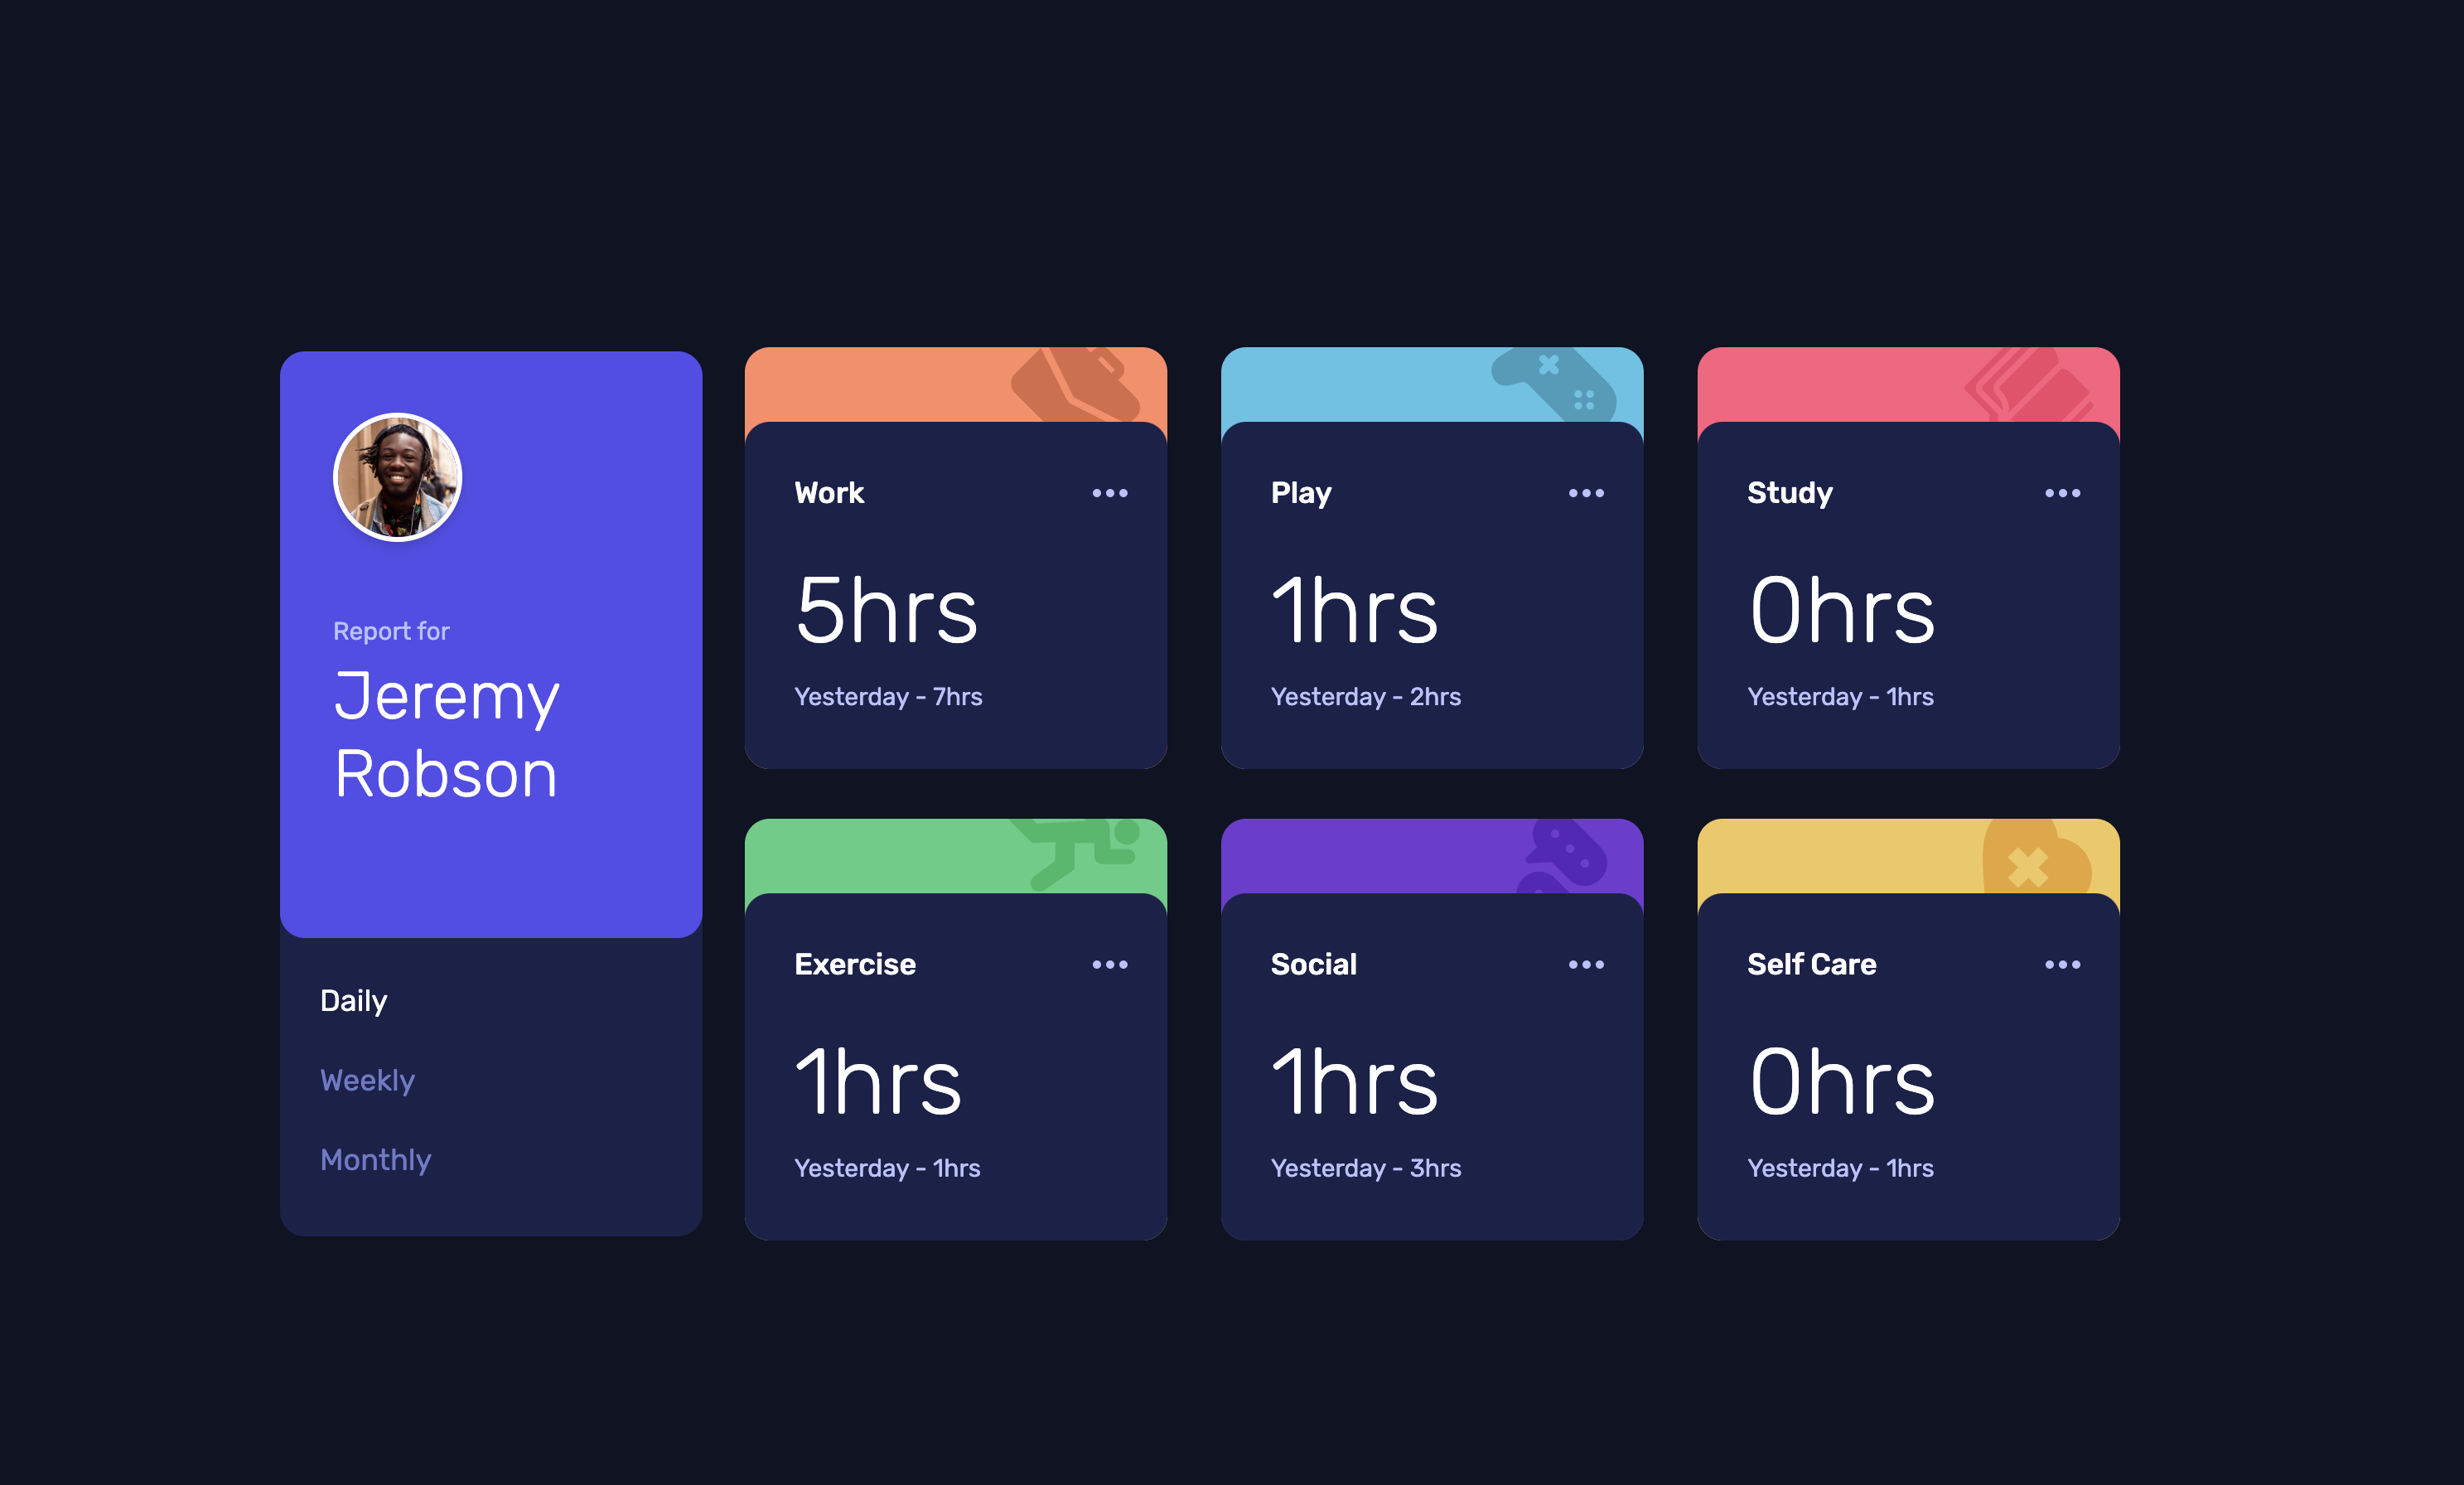 Report for
Jeremy
Robson
Daily
Weekly
Monthly
Work
5hrs
Yesterday - 7hrs
Play
1hrs
Yesterday - 2hrs
Study
0hrs
Yesterday - 1hrs
Exercise
1hrs
Yesterday - 1hrs
Social
1hrs
Yesterday - 3hrs
Self Care
0hrs
Yesterday - 1hrs